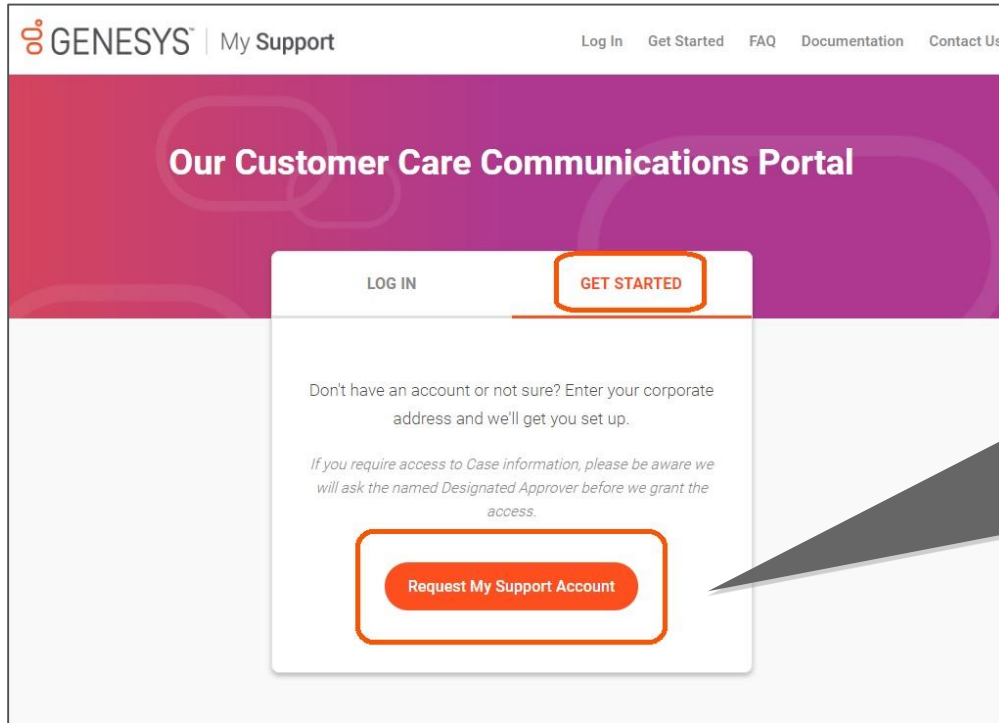 GENESYS™ | My Support
Log In Get Started FAQ Documentation Contact Us
Our Customer Care Communications Portal
LOG IN GET STARTED
Don't have an account or not sure? Enter your corporate
address and we'll get you set up.
If you require access to Case information, please be aware we
will ask the named Designated Approver before we grant the
access.
Request My Support Account